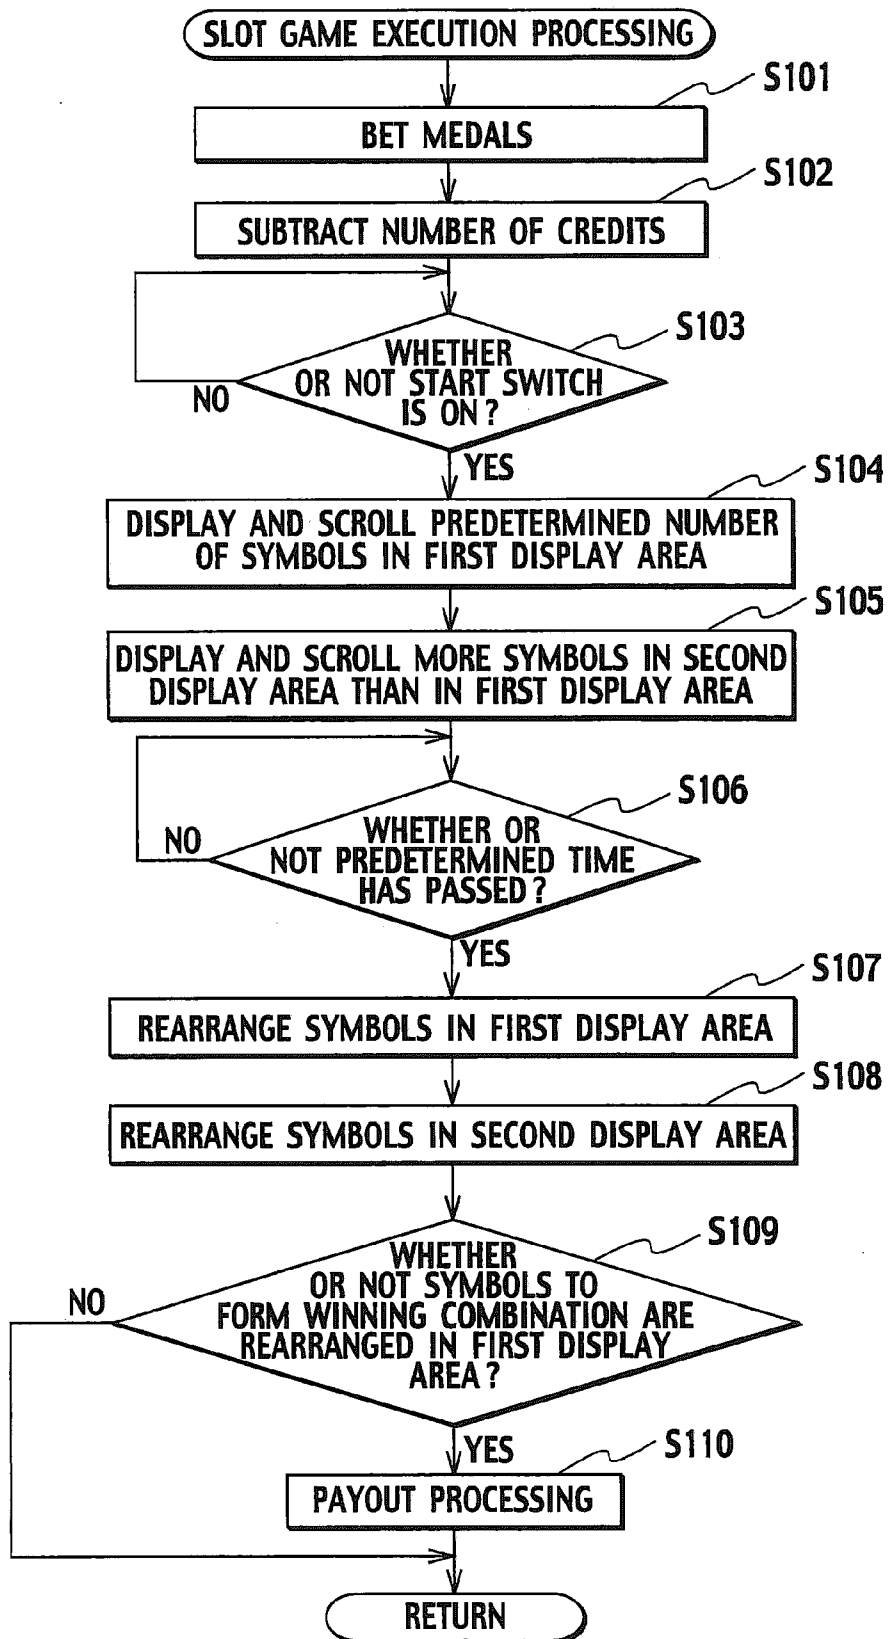 SLOT GAME EXECUTION PROCESSING
S101
BET MEDALS
S102
SUBTRACT NUMBER OF CREDITS
S103
WHETHER
OR NOT START SWITCH
IS ON?
NO
YES
S104
DISPLAY AND SCROLL PREDETERMINED NUMBER
OF SYMBOLS IN FIRST DISPLAY AREA
S105
DISPLAY AND SCROLL MORE SYMBOLS IN SECOND
DISPLAY AREA THAN IN FIRST DISPLAY AREA
S106
WHETHER OR
NOT PREDETERMINED TIME
HAS PASSED?
NO
YES
S107
REARRANGE SYMBOLS IN FIRST DISPLAY AREA
S108
REARRANGE SYMBOLS IN SECOND DISPLAY AREA
S109
WHETHER
OR NOT SYMBOLS TO
FORM WINNING COMBINATION ARE
REARRANGED IN FIRST DISPLAY
AREA?
NO
YES
S110
PAYOUT PROCESSING
RETURN